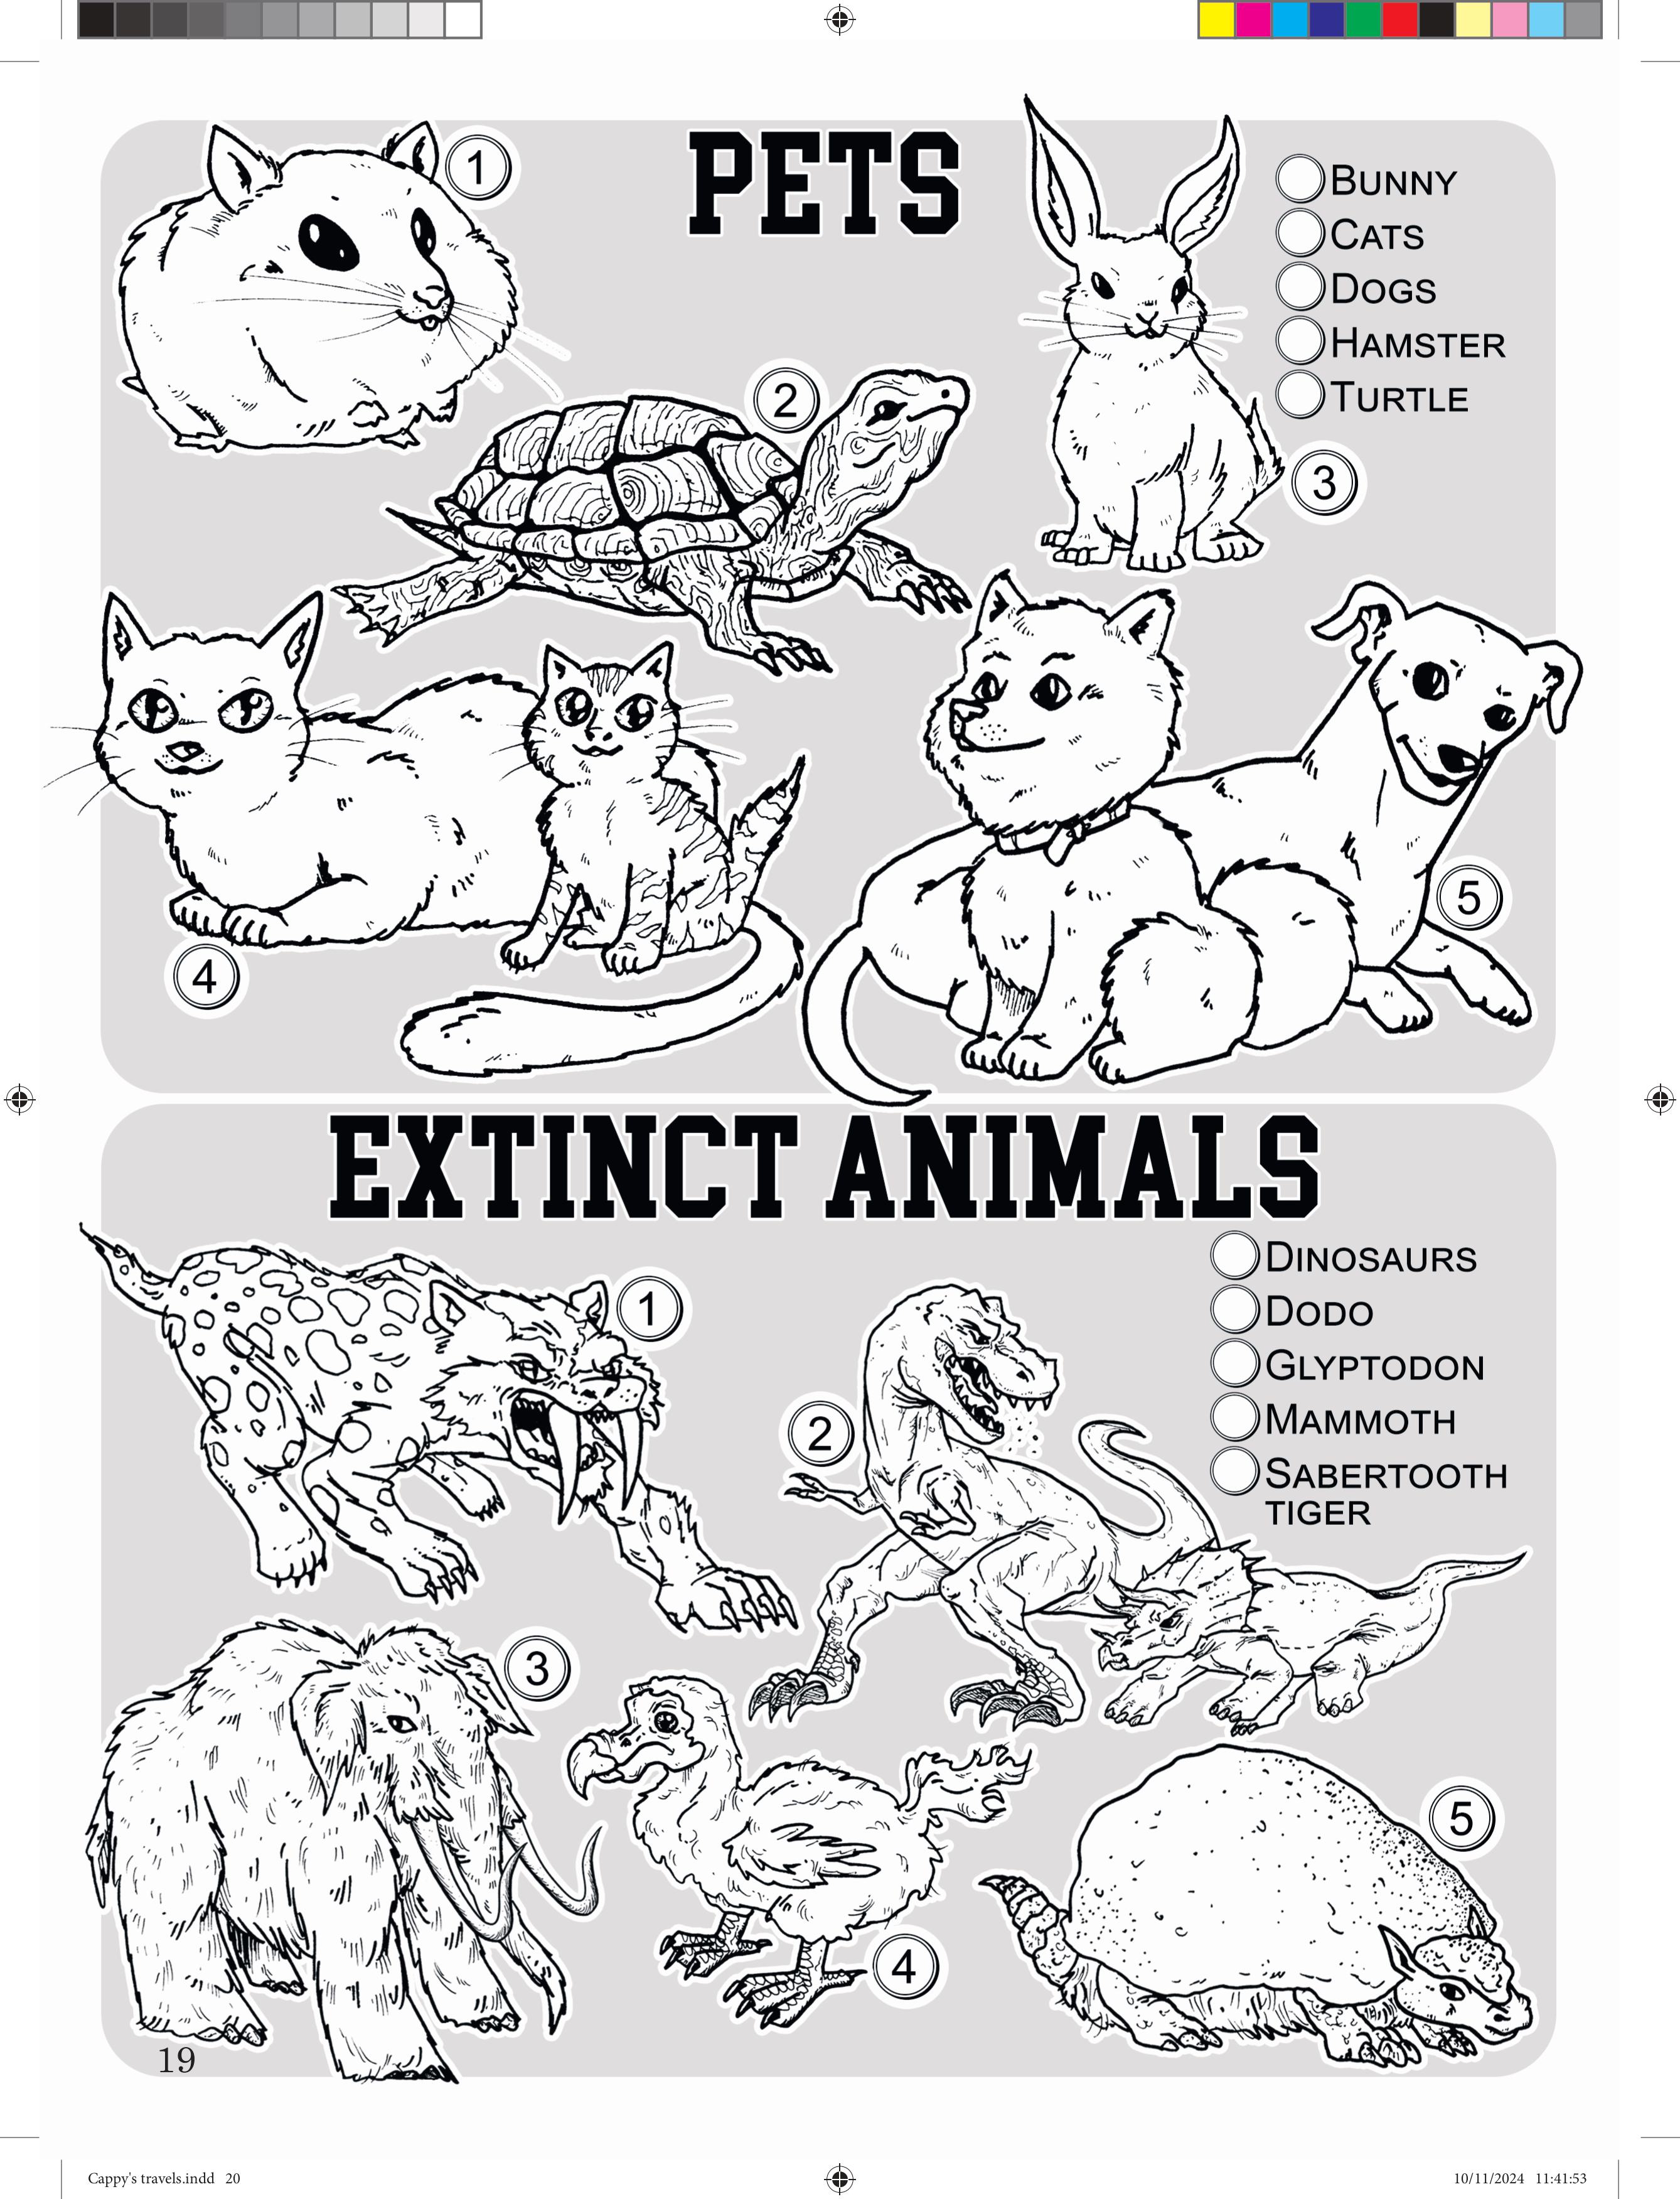 PETS
1
BUNNY
CATS
DOGS
HAMSTER
TURTLE
2
3
4
5
EXTINCT ANIMALS
1
DINOSAURS
DODO
GLYPTODON
MAMMOTH
SABERTOOTH
TIGER
2
3
4
5
19
Cappy's travels.indd 20
10/11/2024 11:41:53